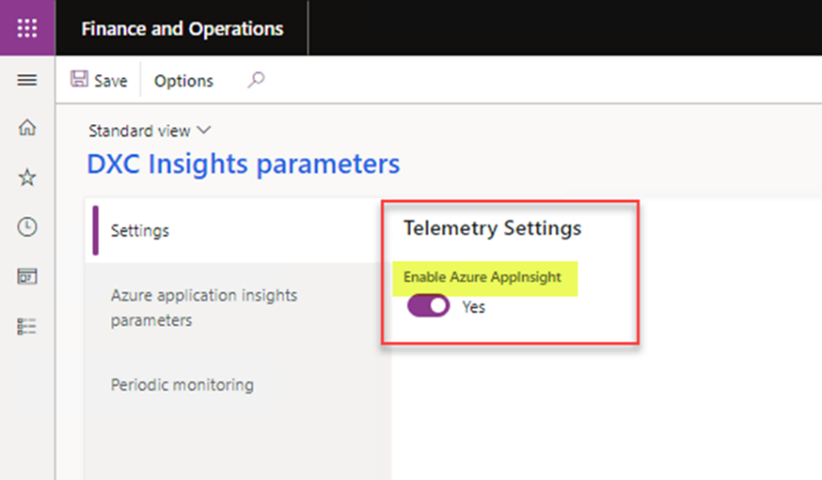 Finance and Operations
Save Options
Standard view
DXC Insights parameters
Settings
Telemetry Settings
Enable Azure AppInsight
Yes
Azure application insights
parameters
Periodic monitoring